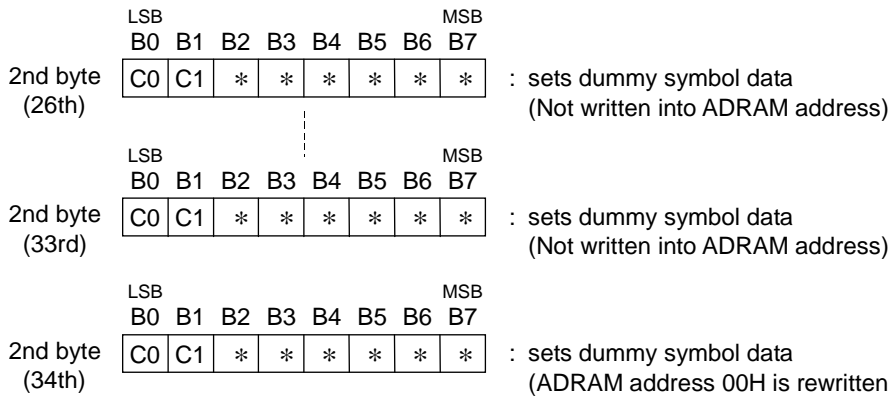 LSB MSB
B0 B1 B2 B3 B4 B5 B6 B7
2nd byte C0 C1 * * * * * * : sets dummy symbol data
(26th) (Not written into ADRAM address)
LSB MSB
B0 B1 B2 B3 B4 B5 B6 B7
2nd byte C0 C1 * * * * * * : sets dummy symbol data
(33rd) (Not written into ADRAM address)
LSB MSB
B0 B1 B2 B3 B4 B5 B6 B7
2nd byte C0 C1 * * * * * * : sets dummy symbol data
(34th) (ADRAM address 00H is rewritten